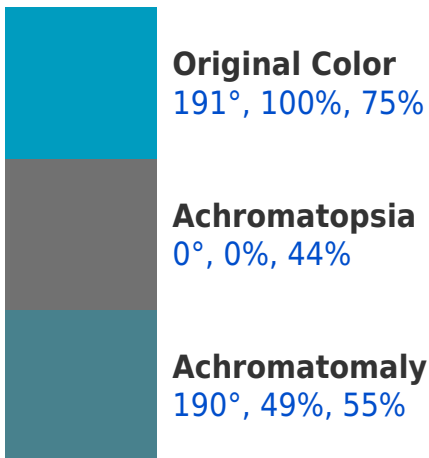 Original Color
191°, 100%, 75%
Achromatopsia
0°, 0%, 44%
Achromatomaly
190°, 49%, 55%